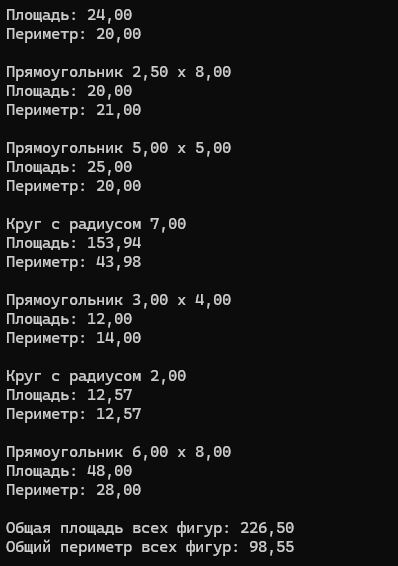 Площадь: 24,00
Периметр: 20,00
Прямоугольник 2,50 x 8,00
Площадь: 20,00
Периметр: 21,00
Прямоугольник 5,00 x 5,00
Площадь: 25,00
Периметр: 20,00
Круг с радиусом 7,00
Площадь: 153,94
Периметр: 43,98
Прямоугольник 3,00 x 4,00
Площадь: 12,00
Периметр: 14,00
Круг с радиусом 2,00
Площадь: 12,57
Периметр: 12,57
Прямоугольник 6,00 x 8,00
Площадь: 48,00
Периметр: 28,00
Общая площадь всех фигур: 226,50
Общий периметр всех фигур: 98,55